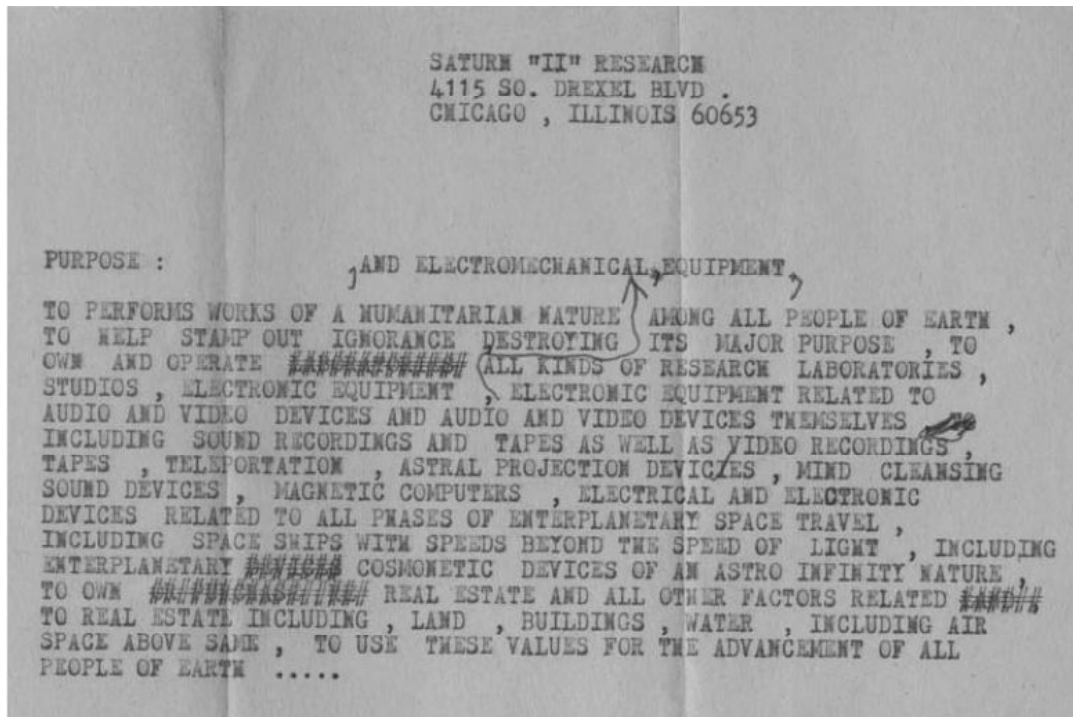 SATURN "II" RESEARCH
4115 SO. DREXEL BLVD .
CHICAGO , ILLINOIS 60653
PURPOSE :
, AND ELECTROMECHANICAL, EQUIPMENT,
TO PERFORMS WORKS OF A HUMANITARIAN NATURE AMONG ALL PEOPLE OF EARTH ,
TO HELP STAMP OUT IGNORANCE DESTROYING ITS MAJOR PURPOSE , TO
OWN AND OPERATE ALL KINDS OF RESEARCH LABORATORIES ,
STUDIOS , ELECTRONIC EQUIPMENT , ELECTRONIC EQUIPMENT RELATED TO
AUDIO AND VIDEO DEVICES AND AUDIO AND VIDEO DEVICES THEMSELVES
INCLUDING SOUND RECORDINGS AND TAPES AS WELL AS VIDEO RECORDINGS ,
TAPES , TELEPORTATION , ASTRAL PROJECTION DEVICIES , MIND CLEANSING
SOUND DEVICES , MAGNETIC COMPUTERS , ELECTRICAL AND ELECTRONIC
DEVICES RELATED TO ALL PHASES OF ENTERPLANETARY SPACE TRAVEL ,
INCLUDING SPACE SHIPS WITH SPEEDS BEYOND THE SPEED OF LIGHT , INCLUDING
ENTERPLANETARY DEVICES COSMONETIC DEVICES OF AN ASTRO INFINITY NATURE ,
TO OWN REAL ESTATE AND ALL OTHER FACTORS RELATED
TO REAL ESTATE INCLUDING , LAND , BUILDINGS , WATER , INCLUDING AIR
SPACE ABOVE SAME , TO USE THESE VALUES FOR THE ADVANCEMENT OF ALL
PEOPLE OF EARTH .....